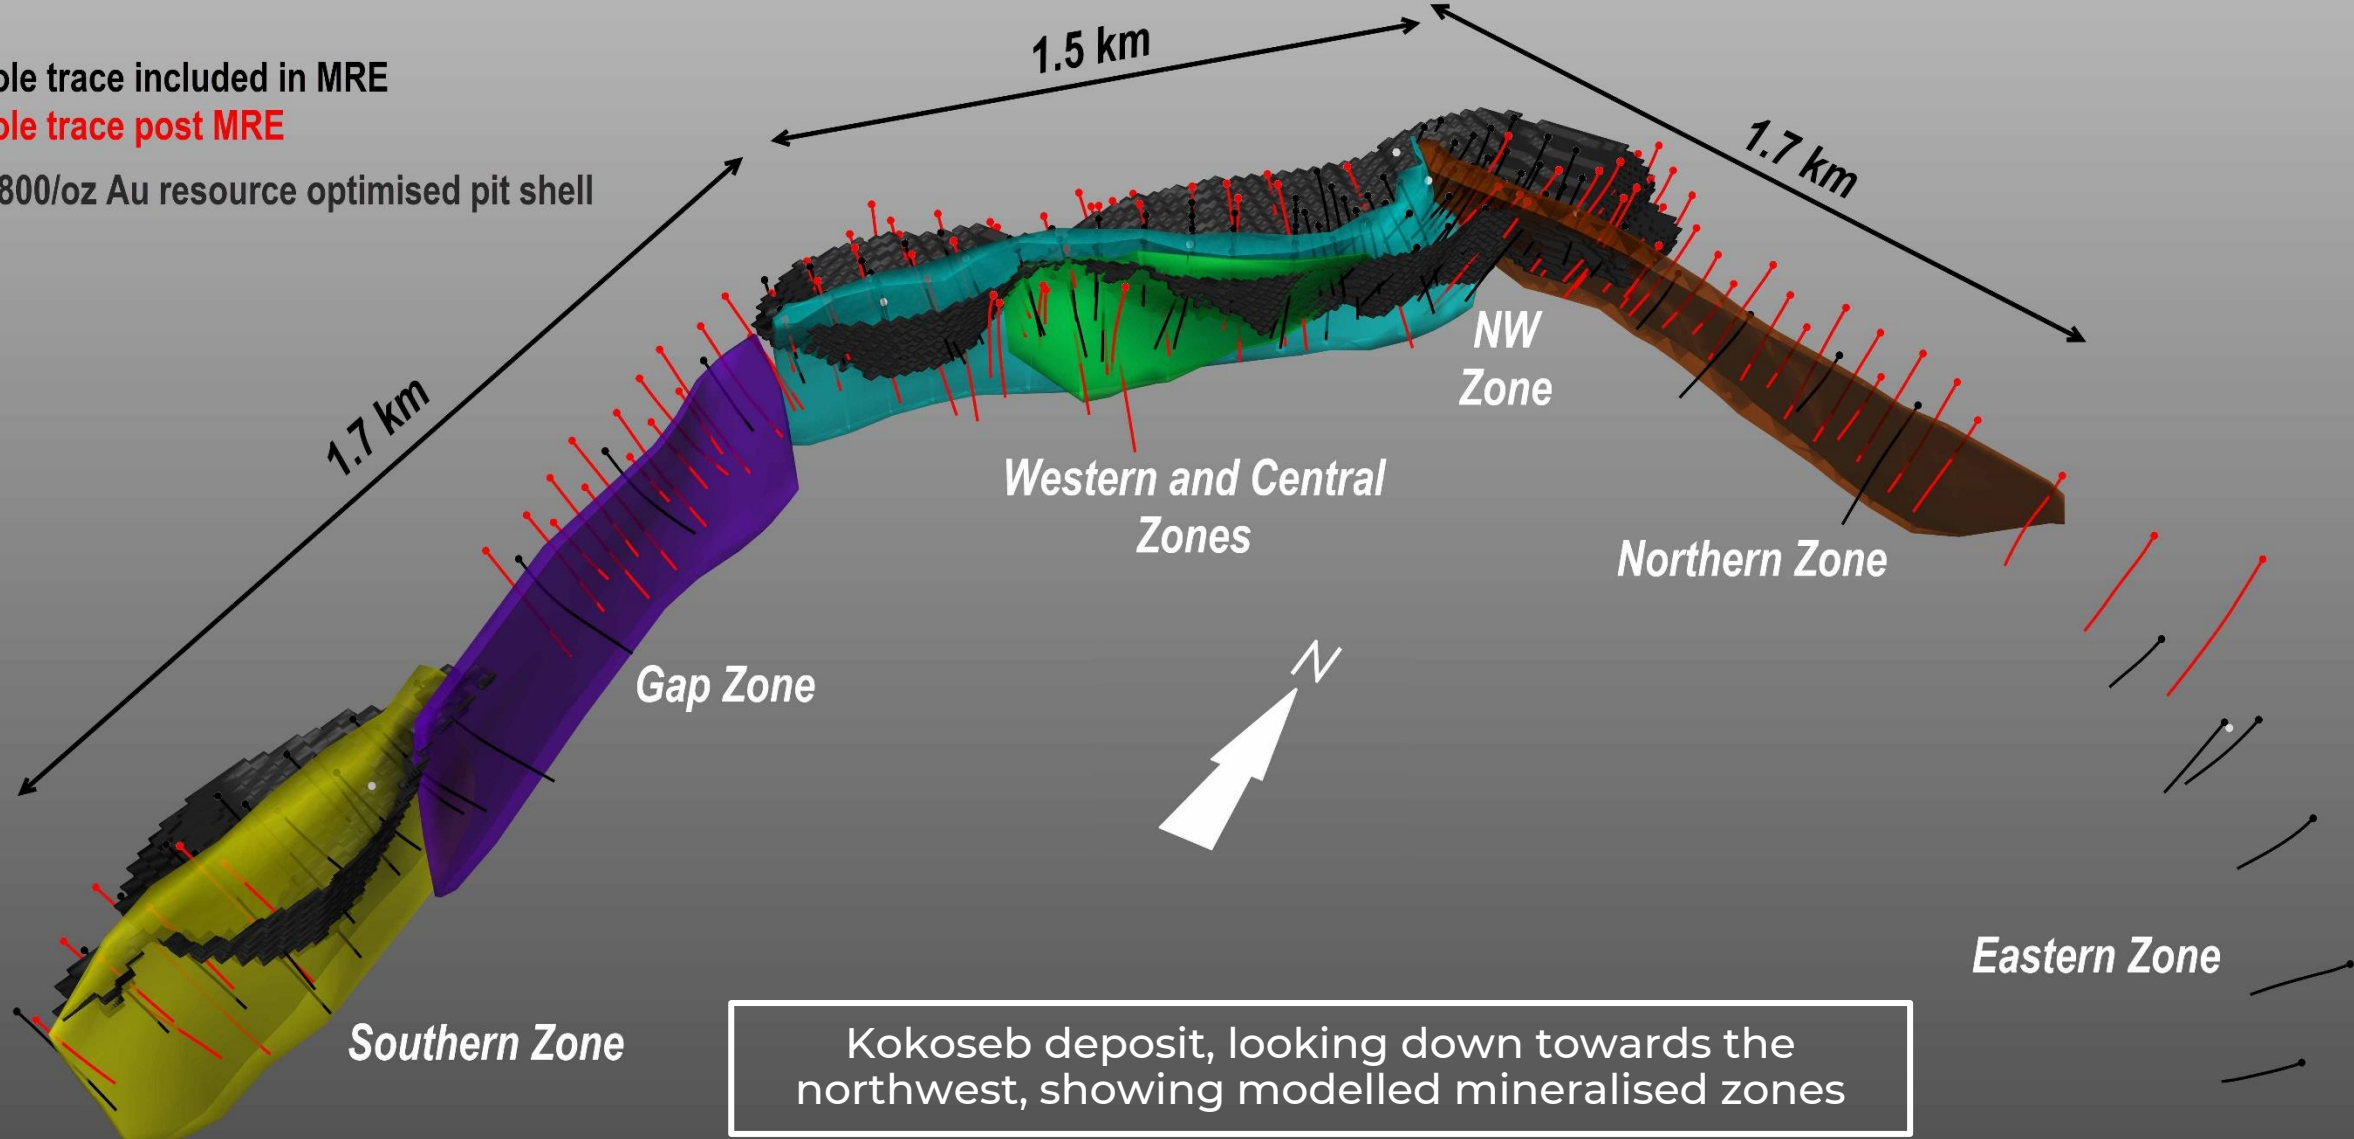 1.5 km
ole trace included in MRE
ole trace post MRE
800/oz Au resource optimised pit shell
1.7 km
1.7 km
NW
Zone
Western and Central
Zones
Northern Zone
N
Gap Zone
Eastern Zone
Southern Zone
Kokoseb deposit, looking down towards the
northwest, showing modelled mineralised zones